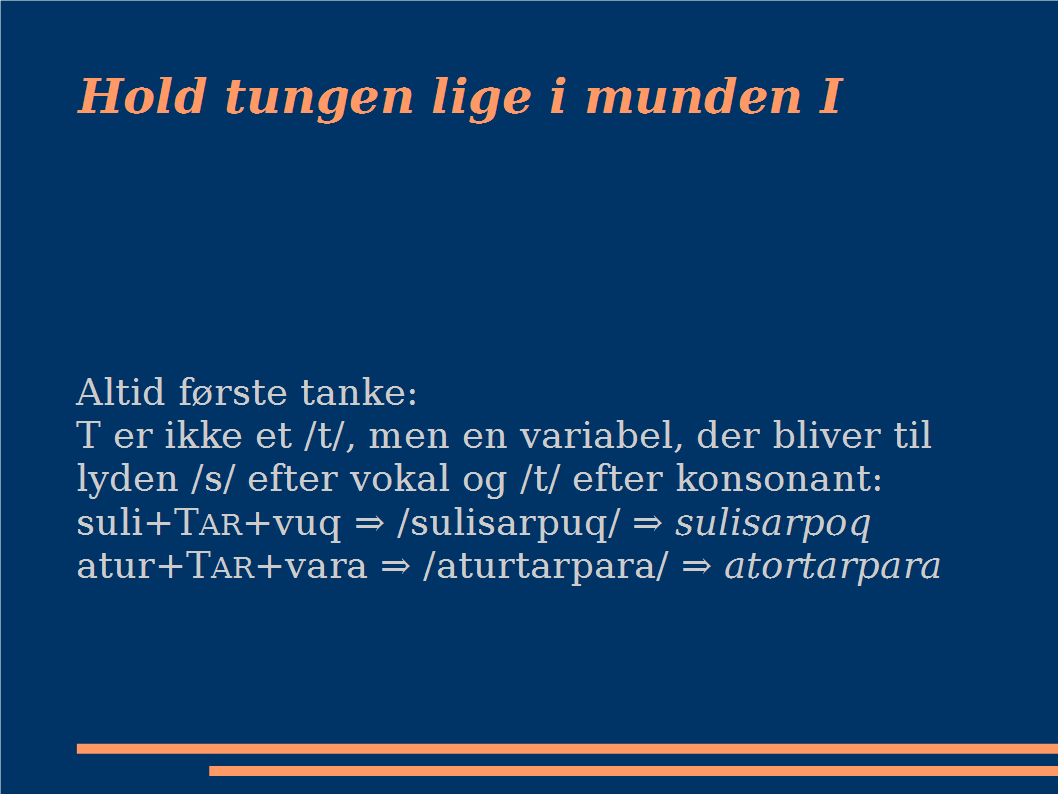 Hold tungen lige i munden I
Altid første tanke:
T er ikke et /t/, men en variabel, der bliver til
lyden /s/ efter vokal og /t/ efter konsonant:
suli+TAR+vuq ⇒ /sulisarpuq/ ⇒ sulisarpoq
atur+TAR+vara ⇒ /aturtarpara/ ⇒ atortarpara